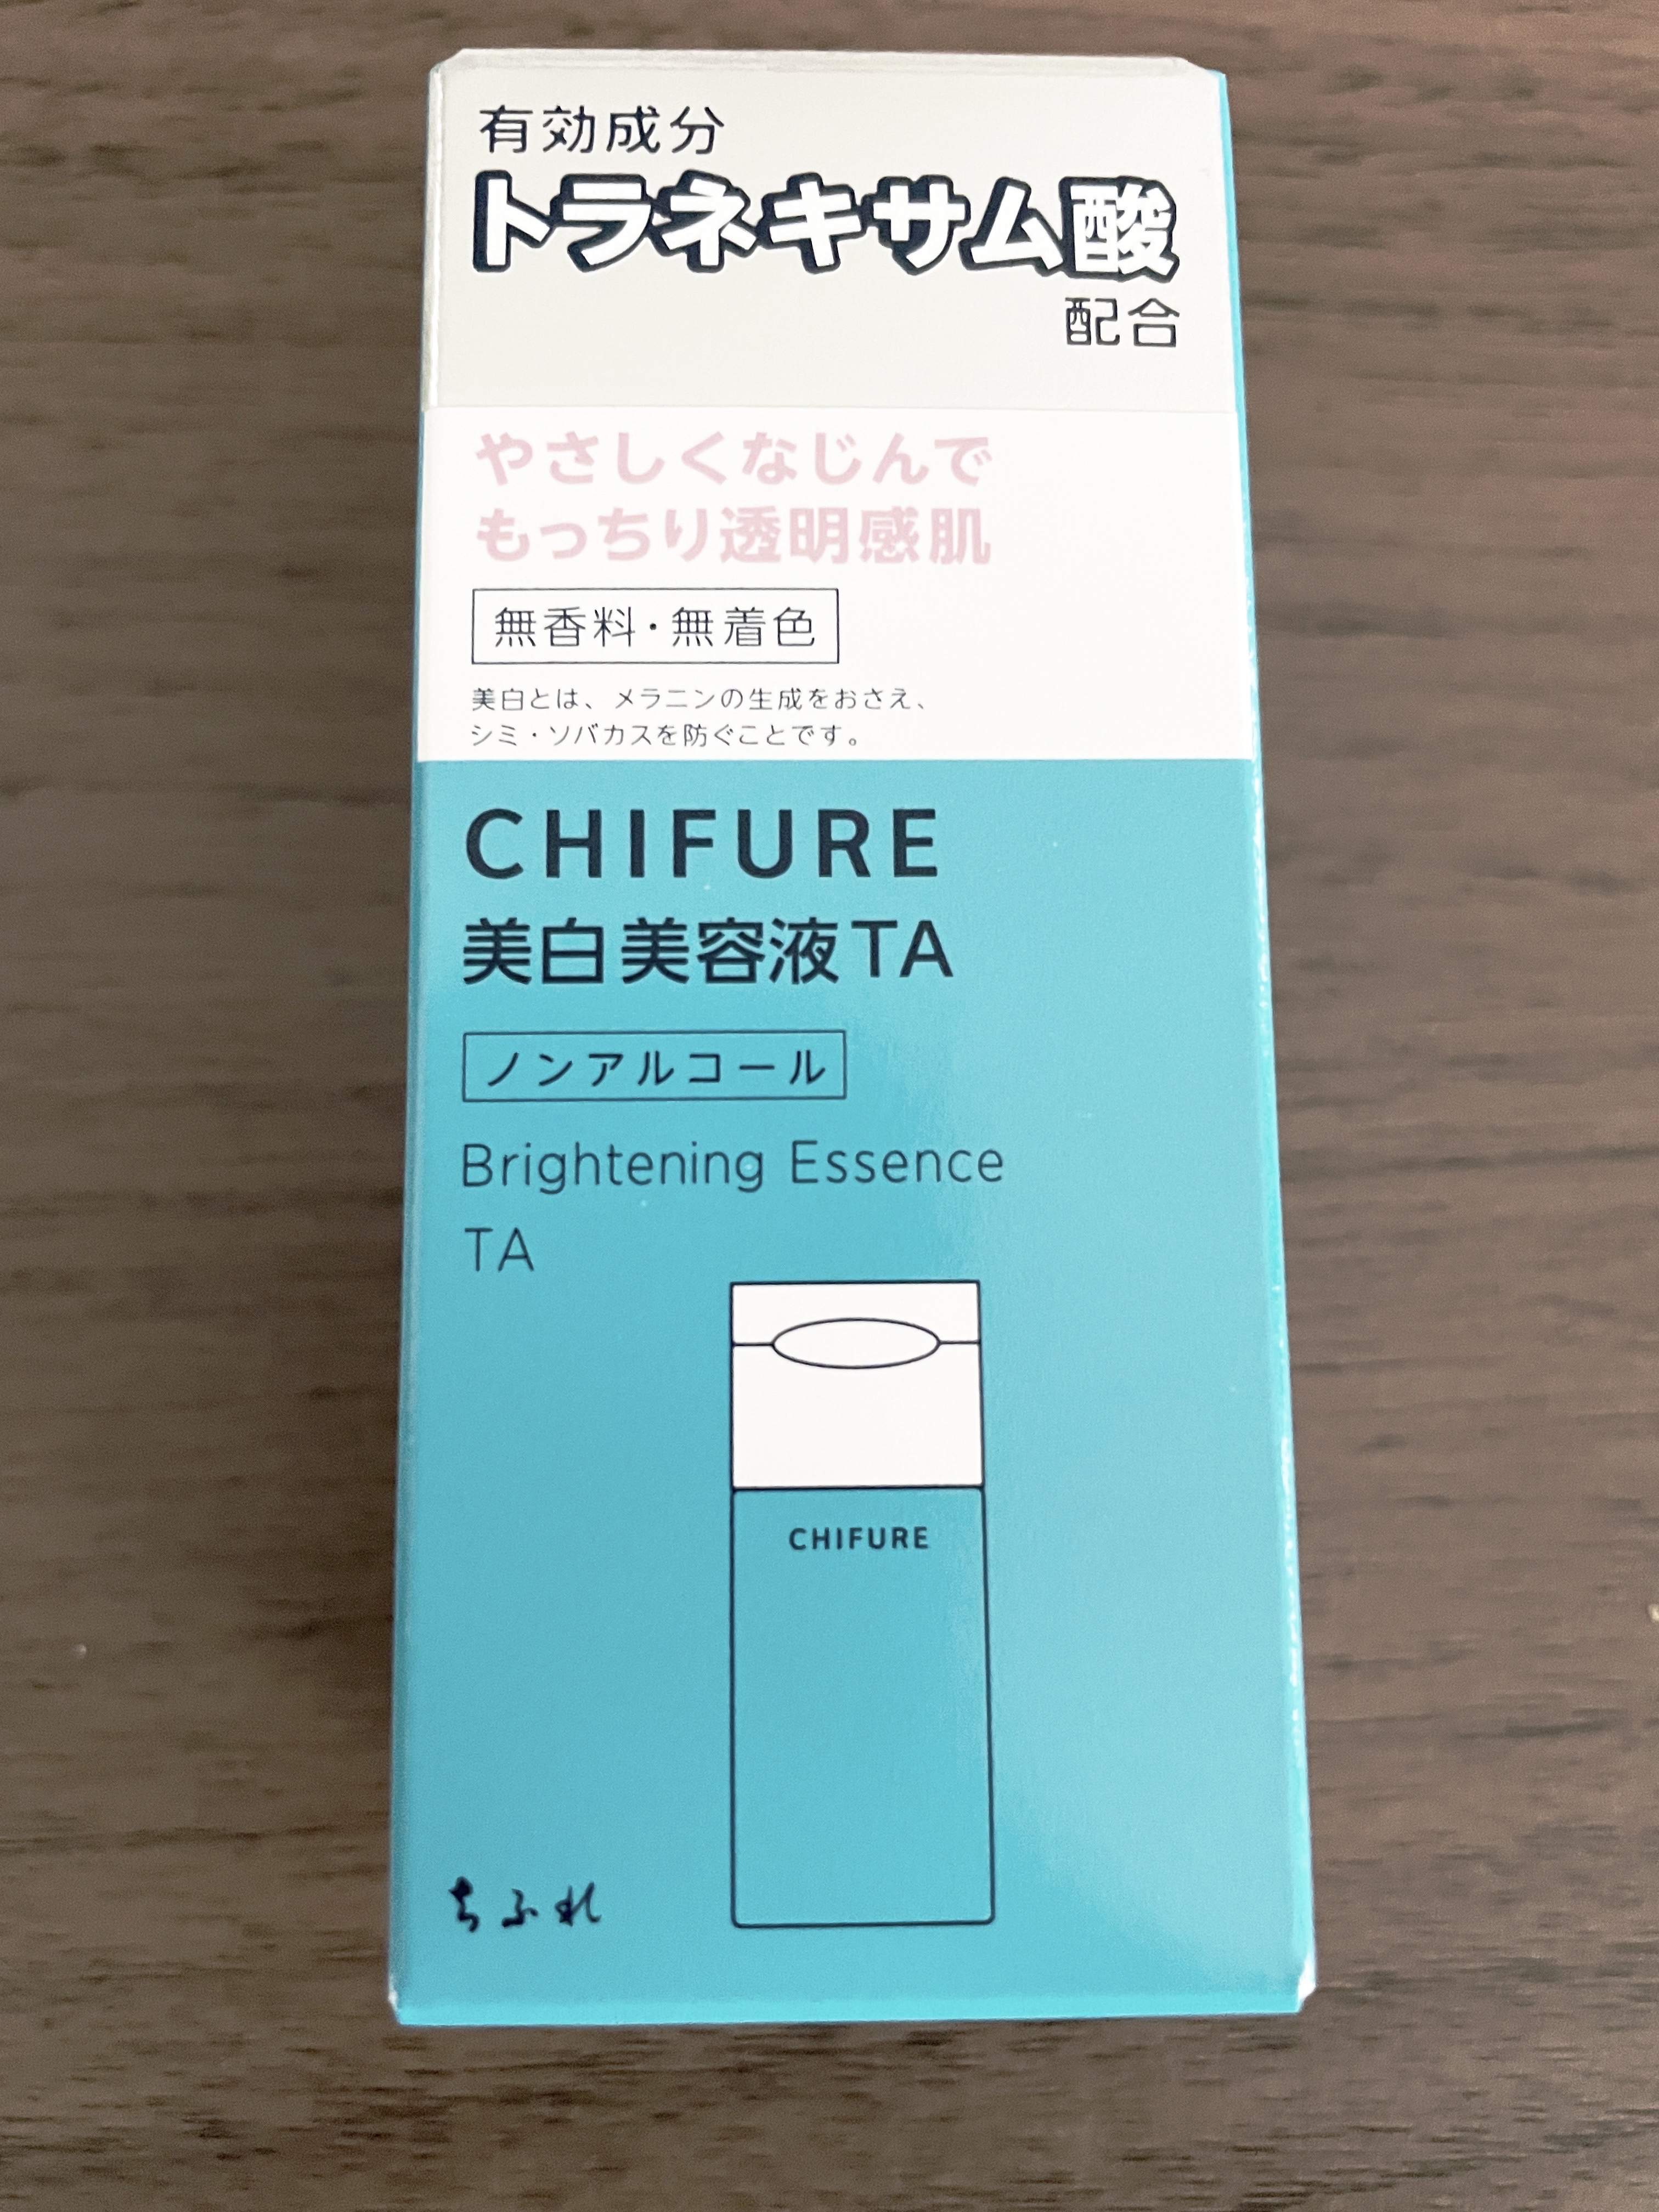 有効成分
トラネキサム酸
配合
やさしくなじんで
もっちり透明感肌
無香料・無着色
美白とは、メラニンの生成をおさえ、
シミ・ソバカスを防ぐことです。
CHIFURE
美白美容液TA
ノンアルコール
Brightening Essence
TA
CHIFURE
ちふれ